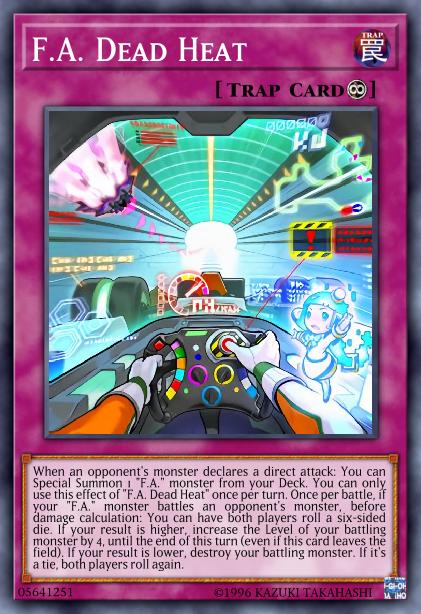 F.A. Dead Heat
TRAP
罠
[Trap Card]
When an opponent's monster declares a direct attack: You can
Special Summon 1 "F.A." monster from your Deck. You can only
use this effect of "F.A. Dead Heat" once per turn. Once per battle, if
your "F.A." monster battles an opponent's monster, before
damage calculation: You can have both players roll a six-sided
die. If your result is higher, increase the Level of your battling
monster by 4, until the end of this turn (even if this card leaves the
field). If your result is lower, destroy your battling monster. If it's
a tie, both players roll again.
05641251
©1996 KAZUKI TAKAHASHI